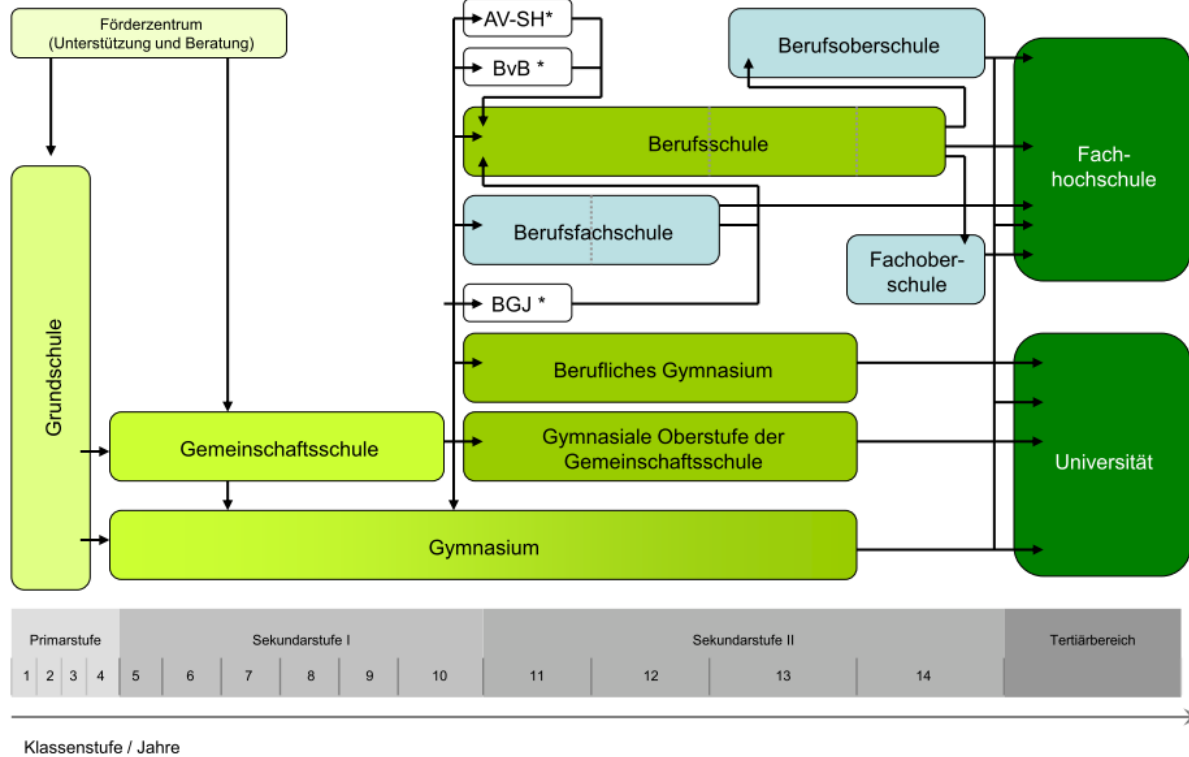 Förderzentrum
(Unterstützung und Beratung)
AV-SH*
BvB *
Berufsoberschule
Berufsschule
Fach-
hochschule
Berufsfachschule
Fachober-
schule
BGJ *
Grundschule
Berufliches Gymnasium
Gemeinschaftsschule
Gymnasiale Oberstufe der
Gemeinschaftsschule
Universität
Gymnasium
Primarstufe
Sekundarstufe I
Sekundarstufe II
Tertiärbereich
1 2 3 4 5 6 7 8 9 10 11 12 13 14
Klassenstufe / Jahre